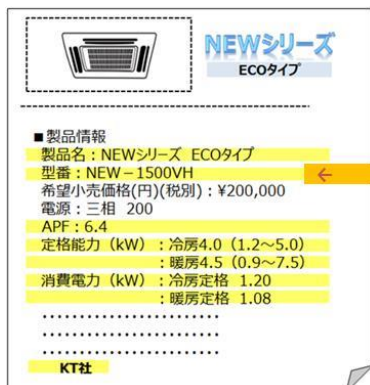 NEWシリーズ
ECOタイプ
■製品情報
製品名：NEWシリーズ ECOタイプ
型番：NEW－1500VH
希望小売価格(円)(税別)：¥200,000
電源：三相 200
APF：6.4
定格能力（kW）：冷房4.0（1.2～5.0）
：暖房4.5（0.9～7.5）
消費電力（kW）：冷房定格 1.20
：暖房定格 1.08
………………………
………………………
………………………
KT社